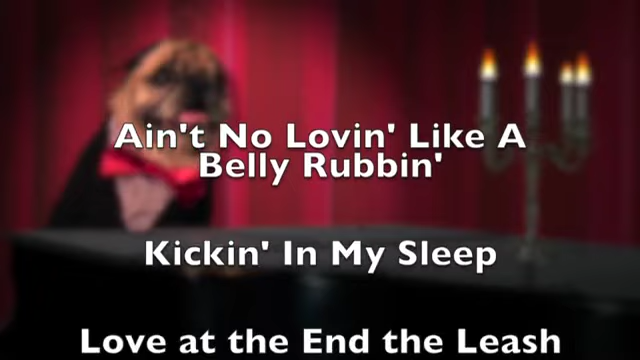 Ain't No Lovin' Like A
Belly Rubbin'
Kickin' In My Sleep
Love at the End the Leash